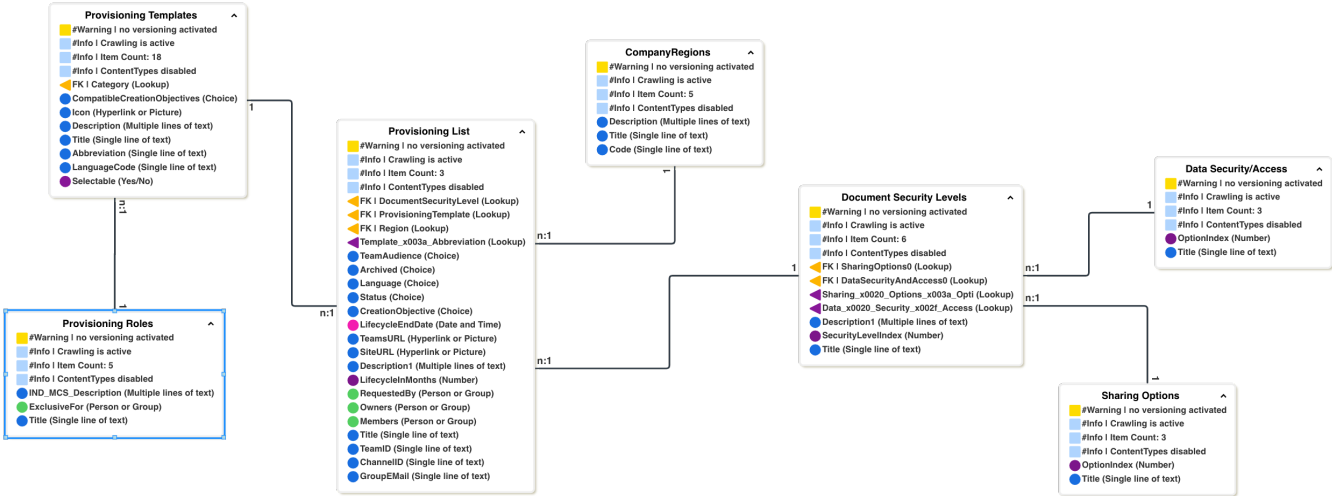 Provisioning Templates
#Warning | no versioning activated
#Info | Crawling is active
#Info | Item Count: 18
#Info | ContentTypes disabled
FK | Category (Lookup)
CompatibleCreationObjectives (Choice)
Icon (Hyperlink or Picture)
Description (Multiple lines of text)
Title (Single line of text)
Abbreviation (Single line of text)
LanguageCode (Single line of text)
Selectable (Yes/No)
1
n:1
1
n:1
Provisioning Roles
#Warning | no versioning activated
#Info | Crawling is active
#Info | Item Count: 5
#Info | ContentTypes disabled
IND_MCS_Description (Multiple lines of text)
ExclusiveFor (Person or Group)
Title (Single line of text)
Provisioning List
#Warning | no versioning activated
#Info | Crawling is active
#Info | Item Count: 3
#Info | ContentTypes disabled
FK | DocumentSecurityLevel (Lookup)
FK | ProvisioningTemplate (Lookup)
FK | Region (Lookup)
Template_x003a_Abbreviation (Lookup)
TeamAudience (Choice)
Archived (Choice)
Language (Choice)
Status (Choice)
CreationObjective (Choice)
LifecycleEndDate (Date and Time)
TeamsURL (Hyperlink or Picture)
SiteURL (Hyperlink or Picture)
Description1 (Multiple lines of text)
LifecycleInMonths (Number)
RequestedBy (Person or Group)
Owners (Person or Group)
Members (Person or Group)
Title (Single line of text)
TeamID (Single line of text)
ChannelID (Single line of text)
GroupEMail (Single line of text)
n:1
n:1
CompanyRegions
#Warning | no versioning activated
#Info | Crawling is active
#Info | Item Count: 5
#Info | ContentTypes disabled
Description (Multiple lines of text)
Title (Single line of text)
Code (Single line of text)
1
1
Document Security Levels
#Warning | no versioning activated
#Info | Crawling is active
#Info | Item Count: 6
#Info | ContentTypes disabled
FK | SharingOptions0 (Lookup)
FK | DataSecurityAndAccess0 (Lookup)
Sharing_x0020_Options_x003a_Opti (Lookup)
Data_x0020_Security_x002f_Access (Lookup)
Description1 (Multiple lines of text)
SecurityLevelIndex (Number)
Title (Single line of text)
n:1
n:1
1
Data Security/Access
#Warning | no versioning activated
#Info | Crawling is active
#Info | Item Count: 3
#Info | ContentTypes disabled
OptionIndex (Number)
Title (Single line of text)
1
Sharing Options
#Warning | no versioning activated
#Info | Crawling is active
#Info | Item Count: 3
#Info | ContentTypes disabled
OptionIndex (Number)
Title (Single line of text)